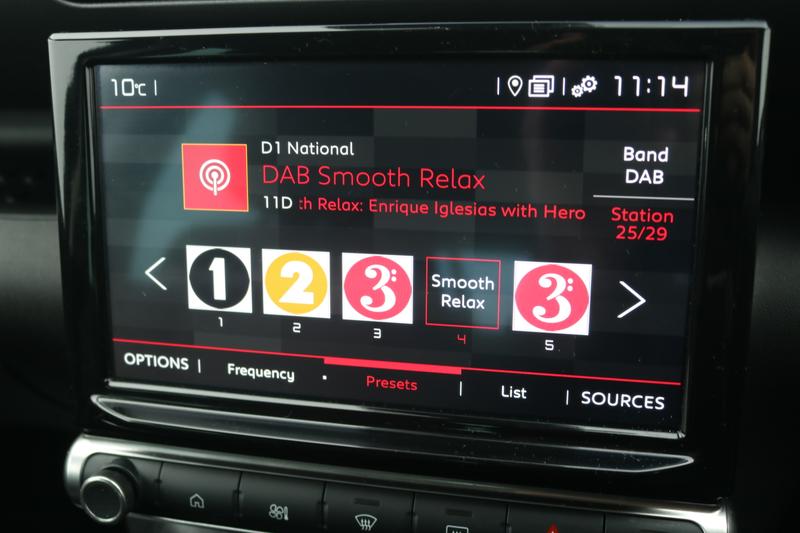 10°C
11:14
D1 National
DAB Smooth Relax
11D :h Relax: Enrique Iglesias with Hero
Band
DAB
Station
25/29
1
2
3:
Smooth
Relax
3:
1
2
3
4
5
OPTIONS
Frequency
Presets
List
SOURCES